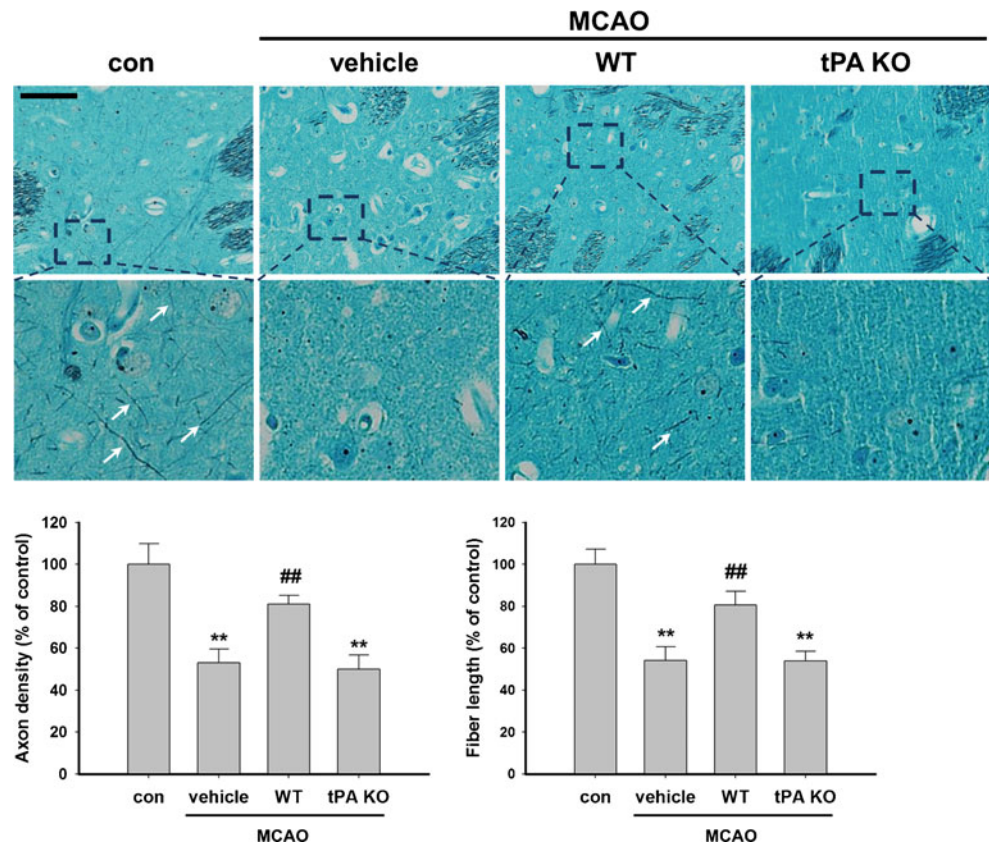 MCAO
con vehicle WT tPA KO
Axon density (% of control)
120
100
80
60
40
20
0
** ## **
con vehicle WT tPA KO
MCAO
Fiber length (% of control)
120
100
80
60
40
20
0
** ## **
con vehicle WT tPA KO
MCAO